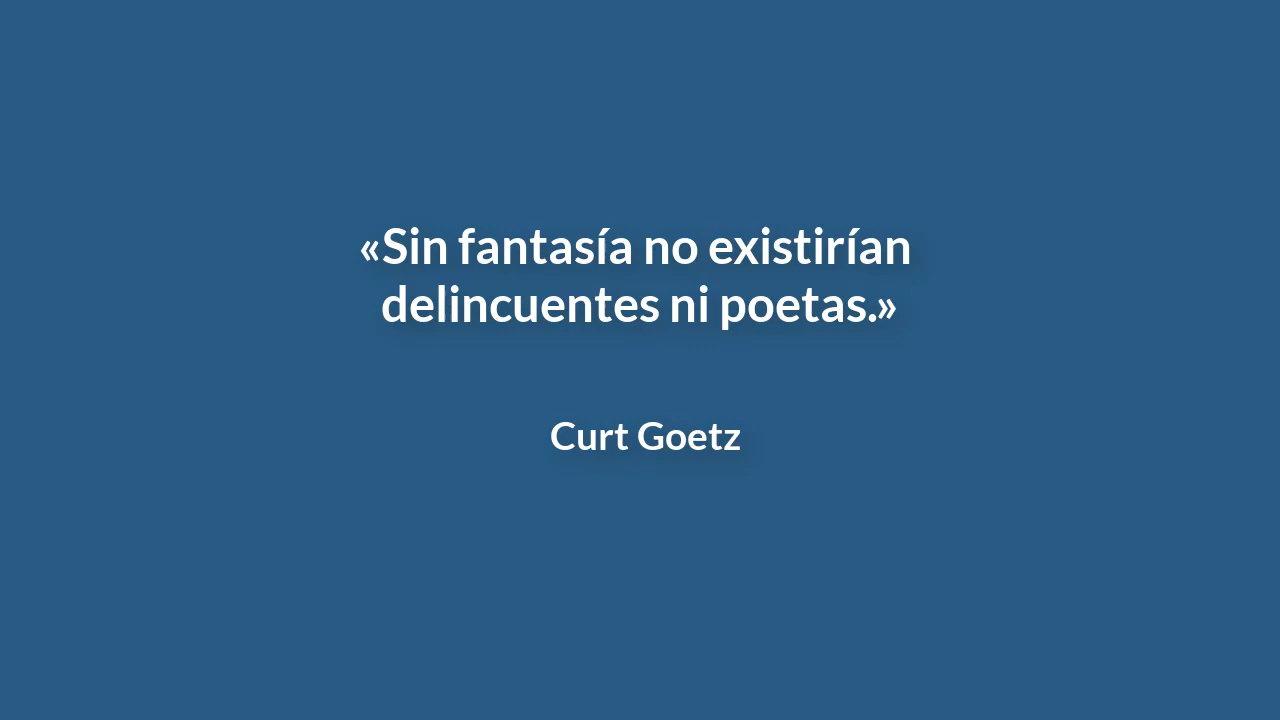 «Sin fantasía no existirían
delincuentes ni poetas.»
Curt Goetz